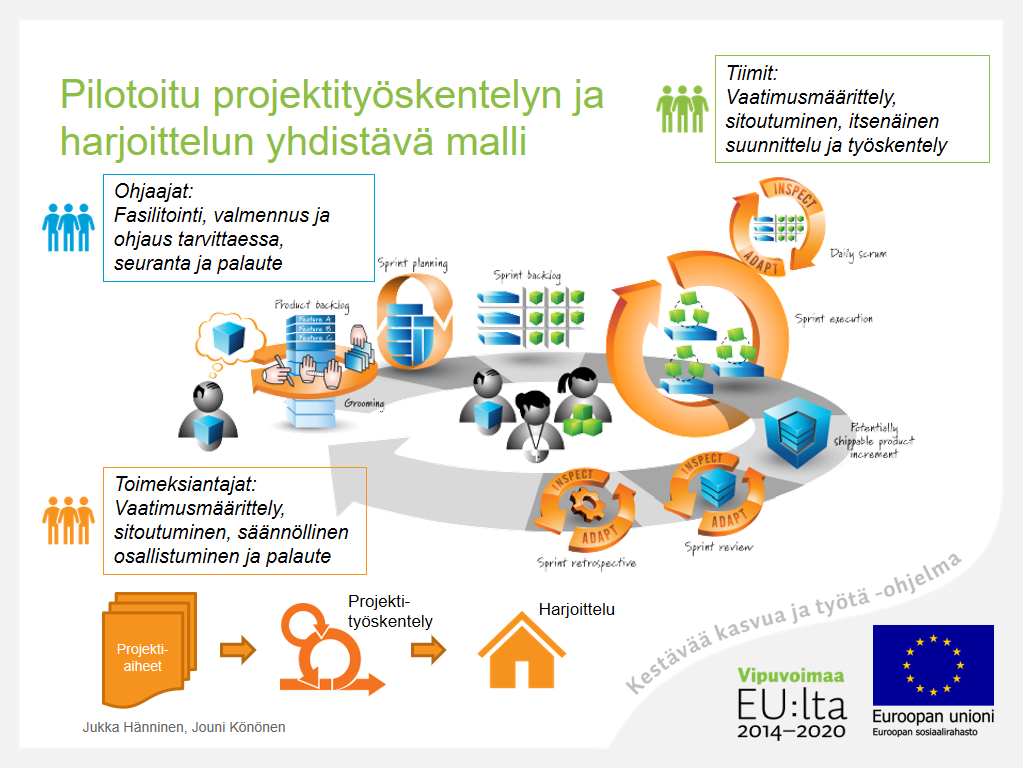 Pilotoitu projektityöskentelyn ja
harjoittelun yhdistävä malli
Tiimit:
Vaatimusmäärittely,
sitoutuminen, itsenäinen
suunnittelu ja työskentely
Ohjaajat:
Fasilitointi, valmennus ja
ohjaus tarvittaessa,
seuranta ja palaute
INSPECT
ADAPT
Daily scrum
Sprint planning
Sprint backlog
Product backlog
Feature A
Feature B
Feature C
Sprint execution
Grooming
Potentially
shippable product
increment
INSPECT
ADAPT
Sprint review
INSPECT
ADAPT
Sprint retrospective
Toimeksiantajat:
Vaatimusmäärittely,
sitoutuminen, säännöllinen
osallistuminen ja palaute
Projekti-
aiheet
Projekti-
työskentely
Harjoittelu
Jukka Hänninen, Jouni Könönen
Kestävää kasvua ja työtä -ohjelma
Vipuvoimaa
EU:lta
2014–2020
Euroopan unioni
Euroopan sosiaalirahasto